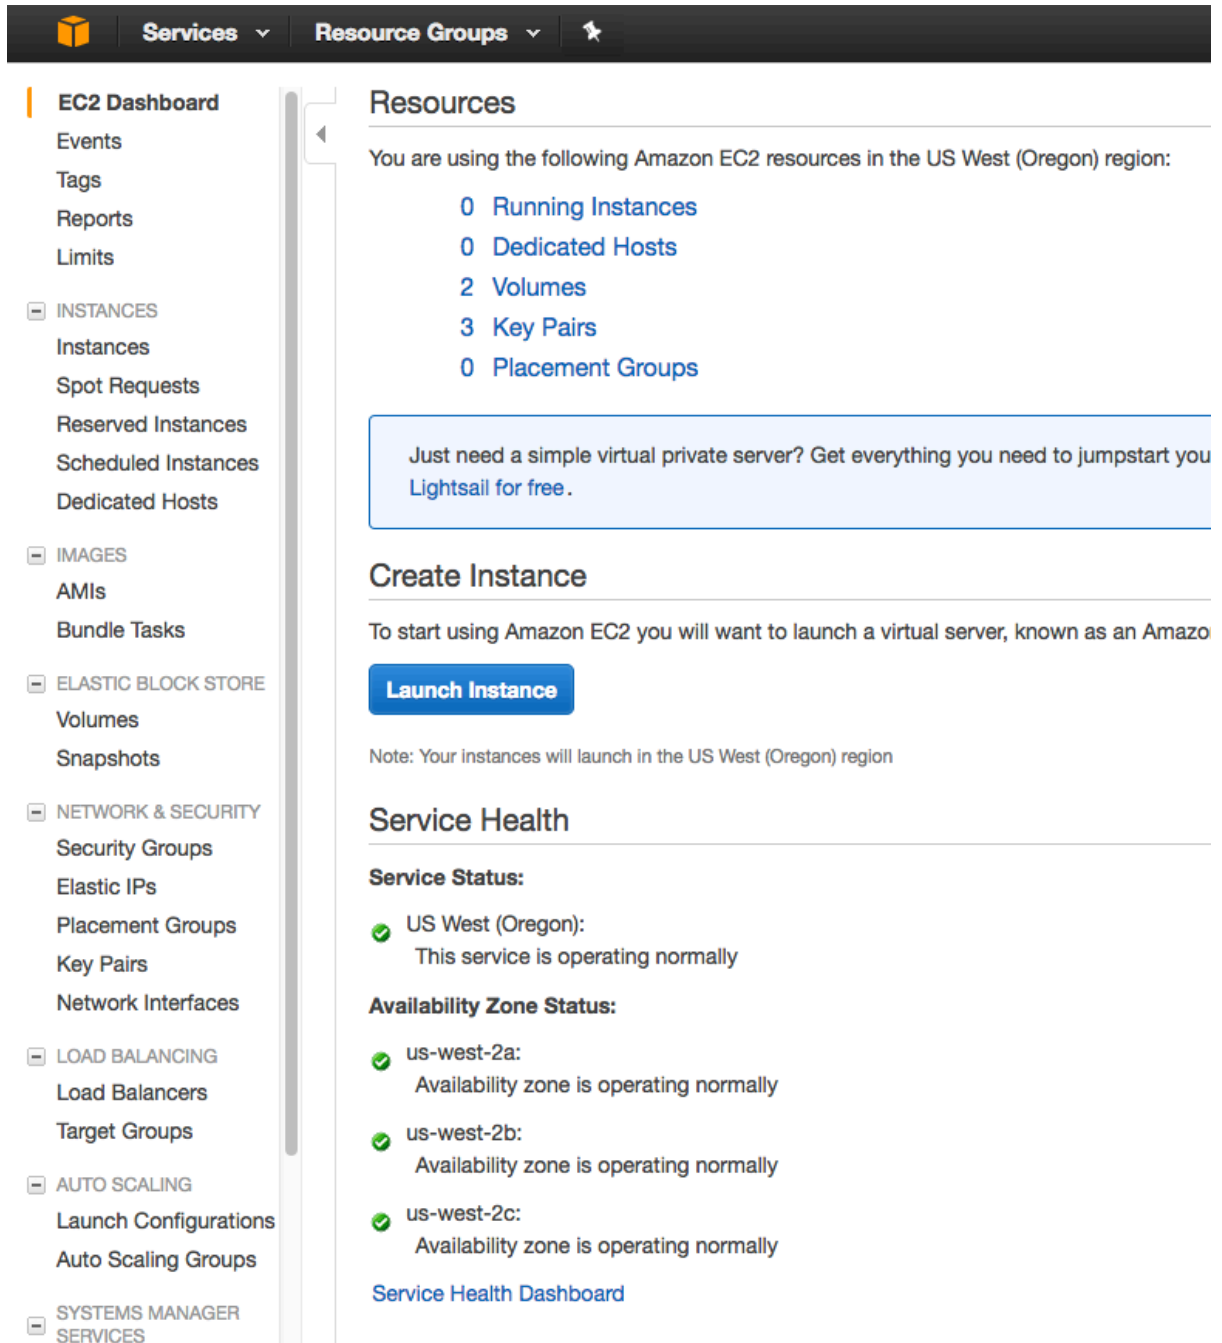 Services
Resource Groups
EC2 Dashboard
Events
Tags
Reports
Limits
INSTANCES
Instances
Spot Requests
Reserved Instances
Scheduled Instances
Dedicated Hosts
IMAGES
AMIs
Bundle Tasks
ELASTIC BLOCK STORE
Volumes
Snapshots
NETWORK & SECURITY
Security Groups
Elastic IPs
Placement Groups
Key Pairs
Network Interfaces
LOAD BALANCING
Load Balancers
Target Groups
AUTO SCALING
Launch Configurations
Auto Scaling Groups
SYSTEMS MANAGER
SERVICES
Resources
You are using the following Amazon EC2 resources in the US West (Oregon) region:
0 Running Instances
0 Dedicated Hosts
2 Volumes
3 Key Pairs
0 Placement Groups
Just need a simple virtual private server? Get everything you need to jumpstart you
Lightsail for free.
Create Instance
To start using Amazon EC2 you will want to launch a virtual server, known as an Amazo
Launch Instance
Note: Your instances will launch in the US West (Oregon) region
Service Health
Service Status:
US West (Oregon):
This service is operating normally
Availability Zone Status:
us-west-2a:
Availability zone is operating normally
us-west-2b:
Availability zone is operating normally
us-west-2c:
Availability zone is operating normally
Service Health Dashboard